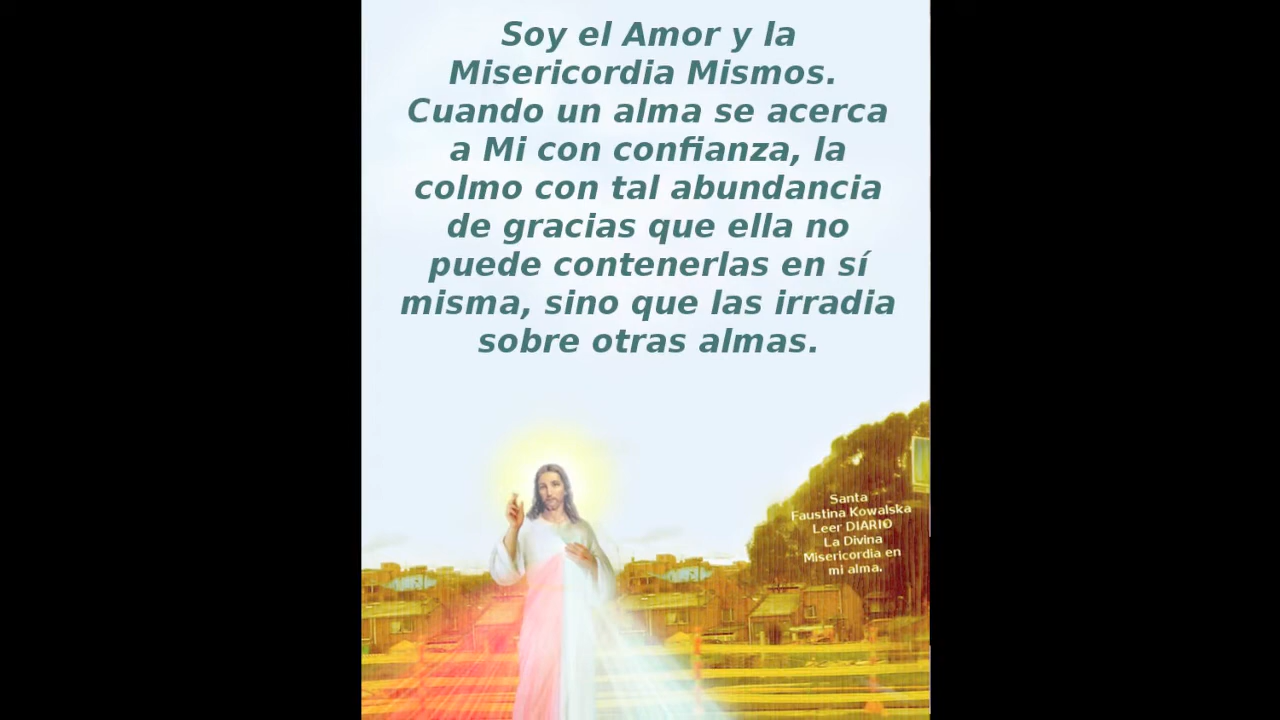 Soy el Amor y la
Misericordia Mismos.
Cuando un alma se acerca
a Mi con confianza, la
colmo con tal abundancia
de gracias que ella no
puede contenerlas en sí
misma, sino que las irradia
sobre otras almas.
Santa
Faustina Kowalska
Leer DIARIO
La Divina
Misericordia en
mi alma.